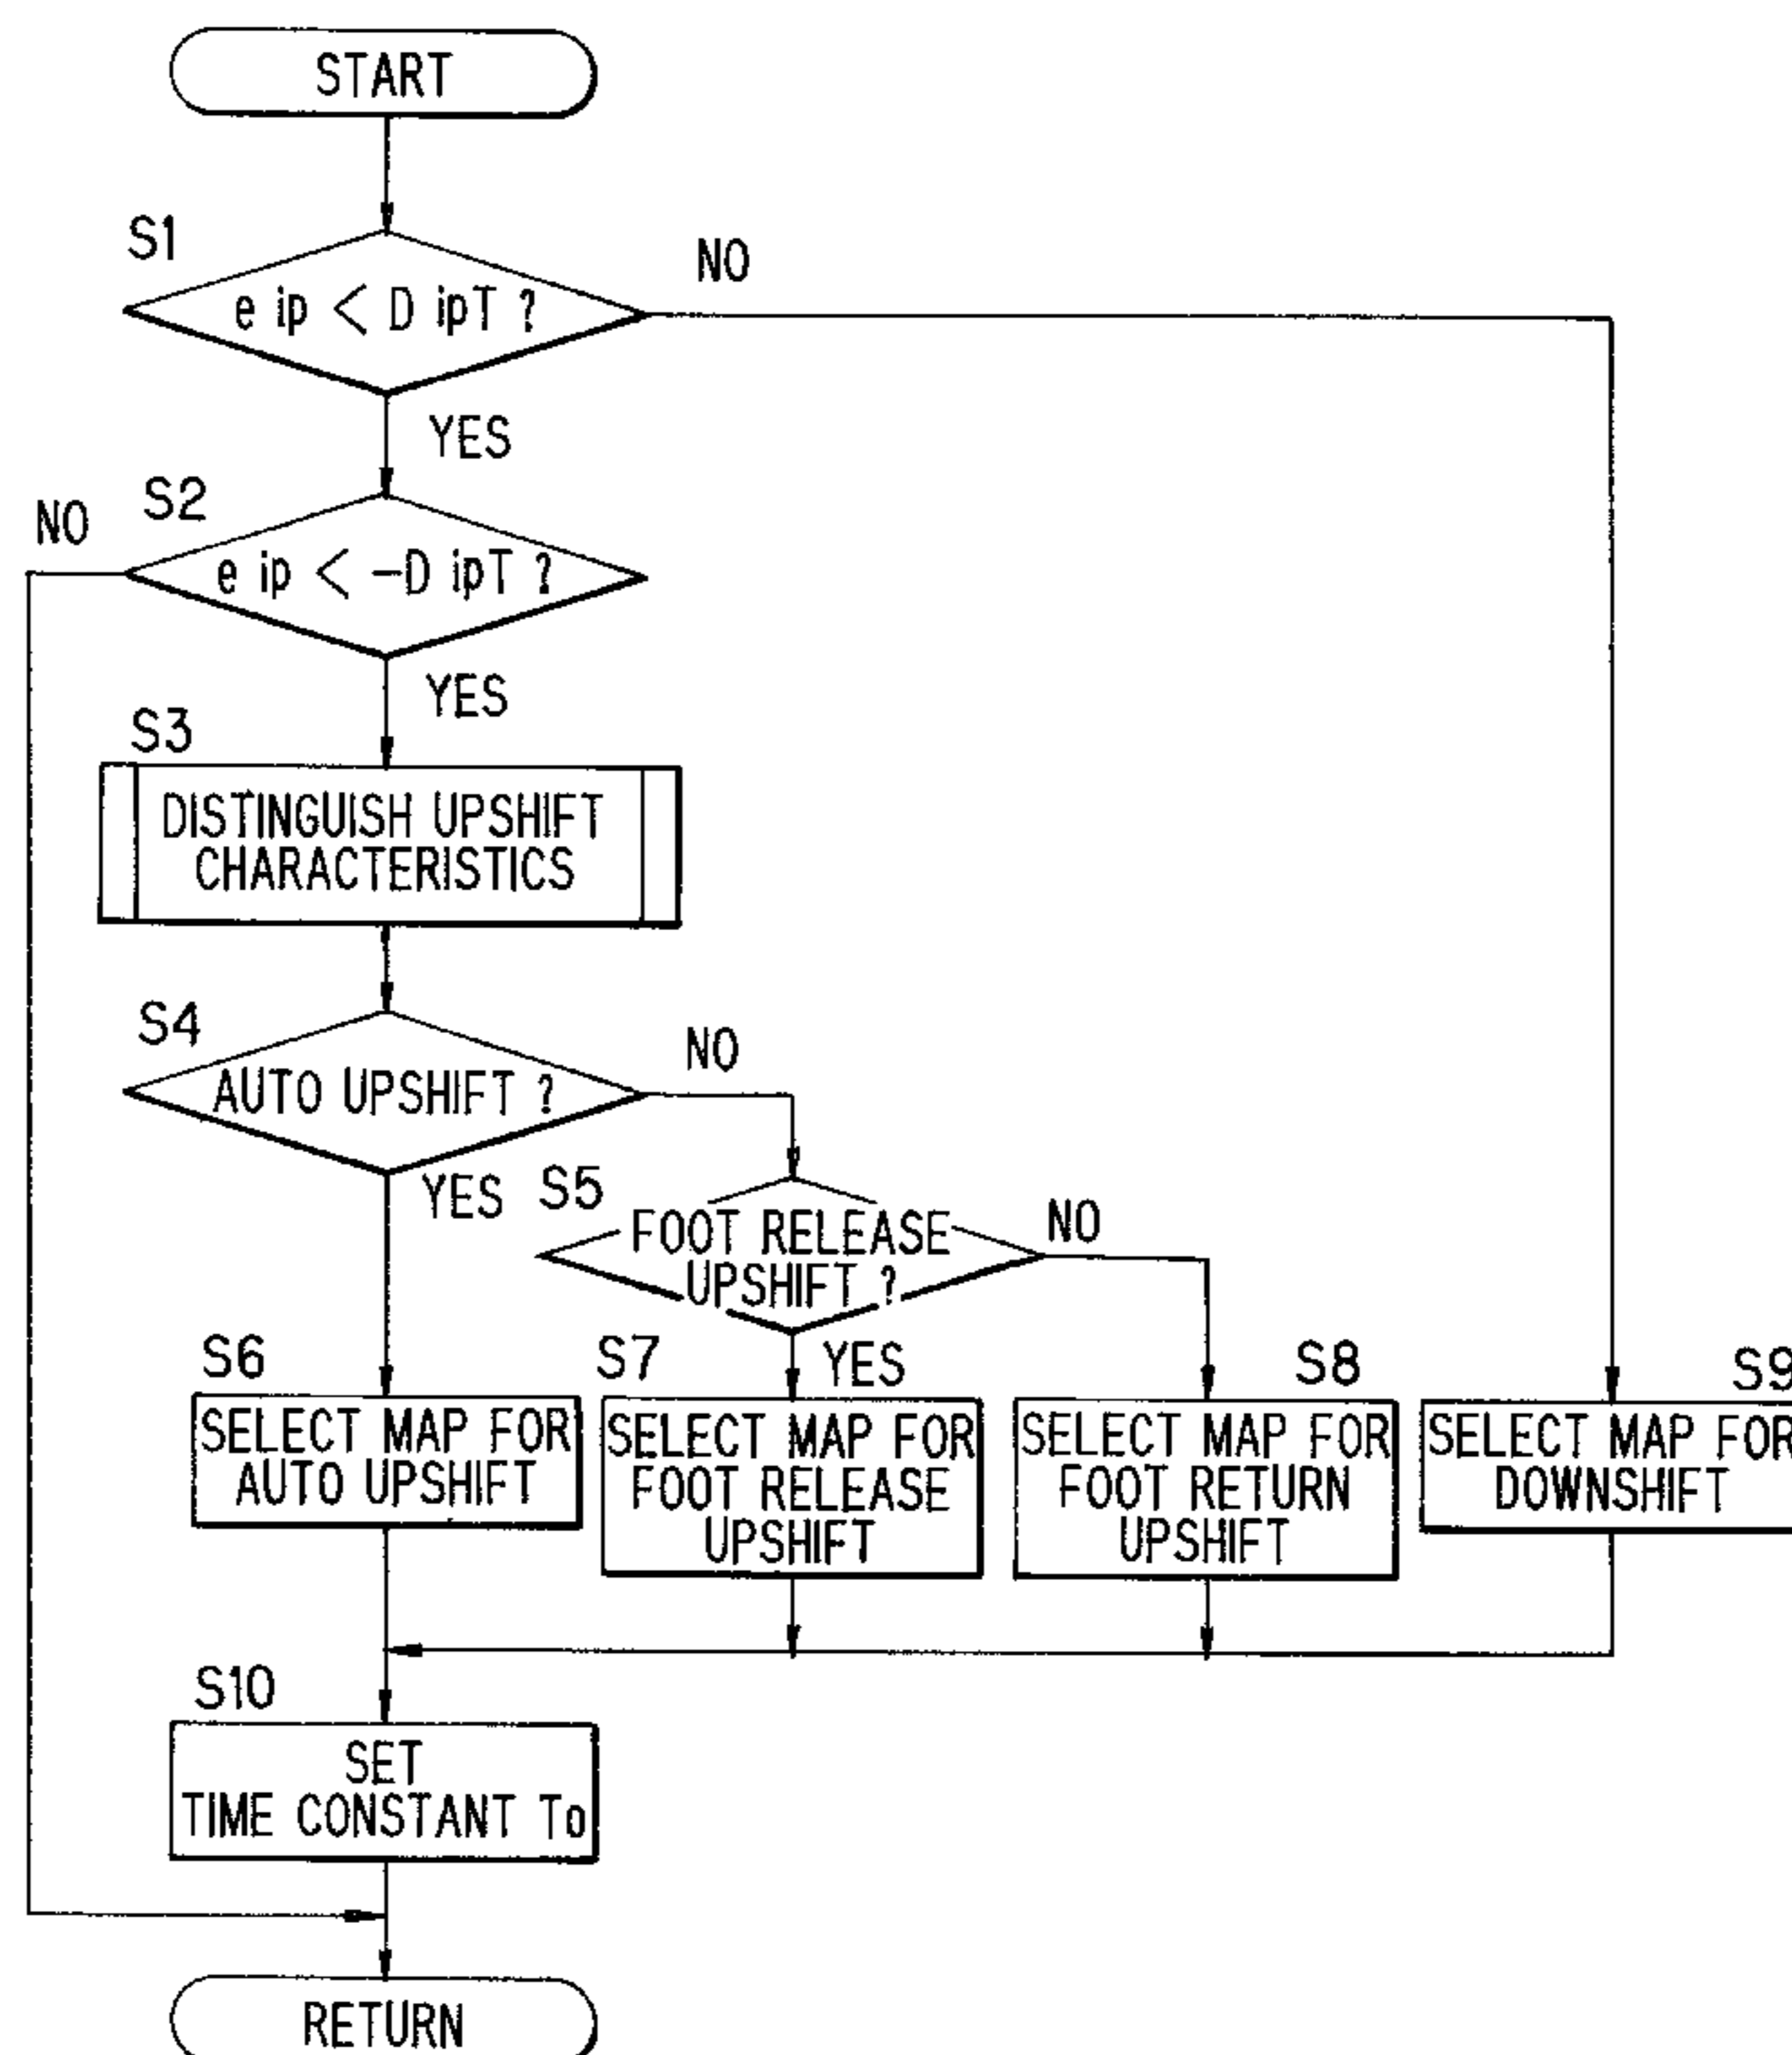 START
S1
NO
e ip < D ipT ?
YES
S2
NO
e ip < -D ipT ?
YES
S3
DISTINGUISH UPSHIFT
CHARACTERISTICS
S4
NO
AUTO UPSHIFT ?
YES
S5
FOOT RELEASE
UPSHIFT ?
NO
S6
S7
YES
S8
S9
SELECT MAP FOR
AUTO UPSHIFT
SELECT MAP FOR
FOOT RELEASE
UPSHIFT
SELECT MAP FOR
FOOT RETURN
UPSHIFT
SELECT MAP FOR
DOWNSHIFT
S10
SET
TIME CONSTANT To
RETURN